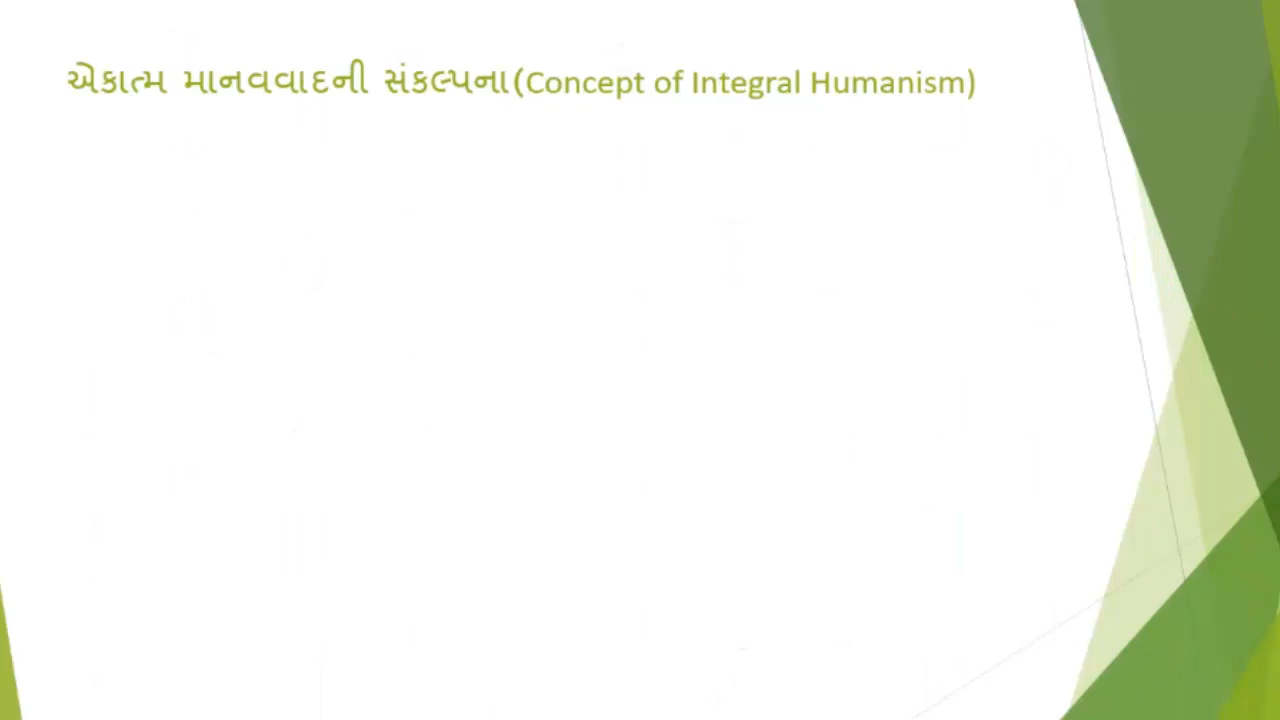 એકાત્મ માનવવાદની સંકલ્પના(Concept of Integral Humanism)